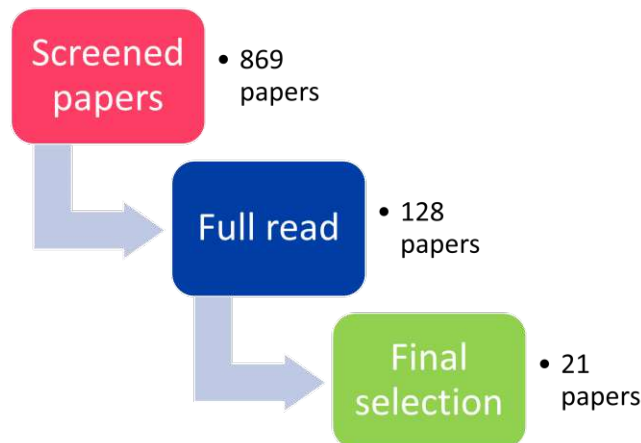 Screened
papers
• 869
papers
Full read
• 128
papers
Final
selection
• 21
papers